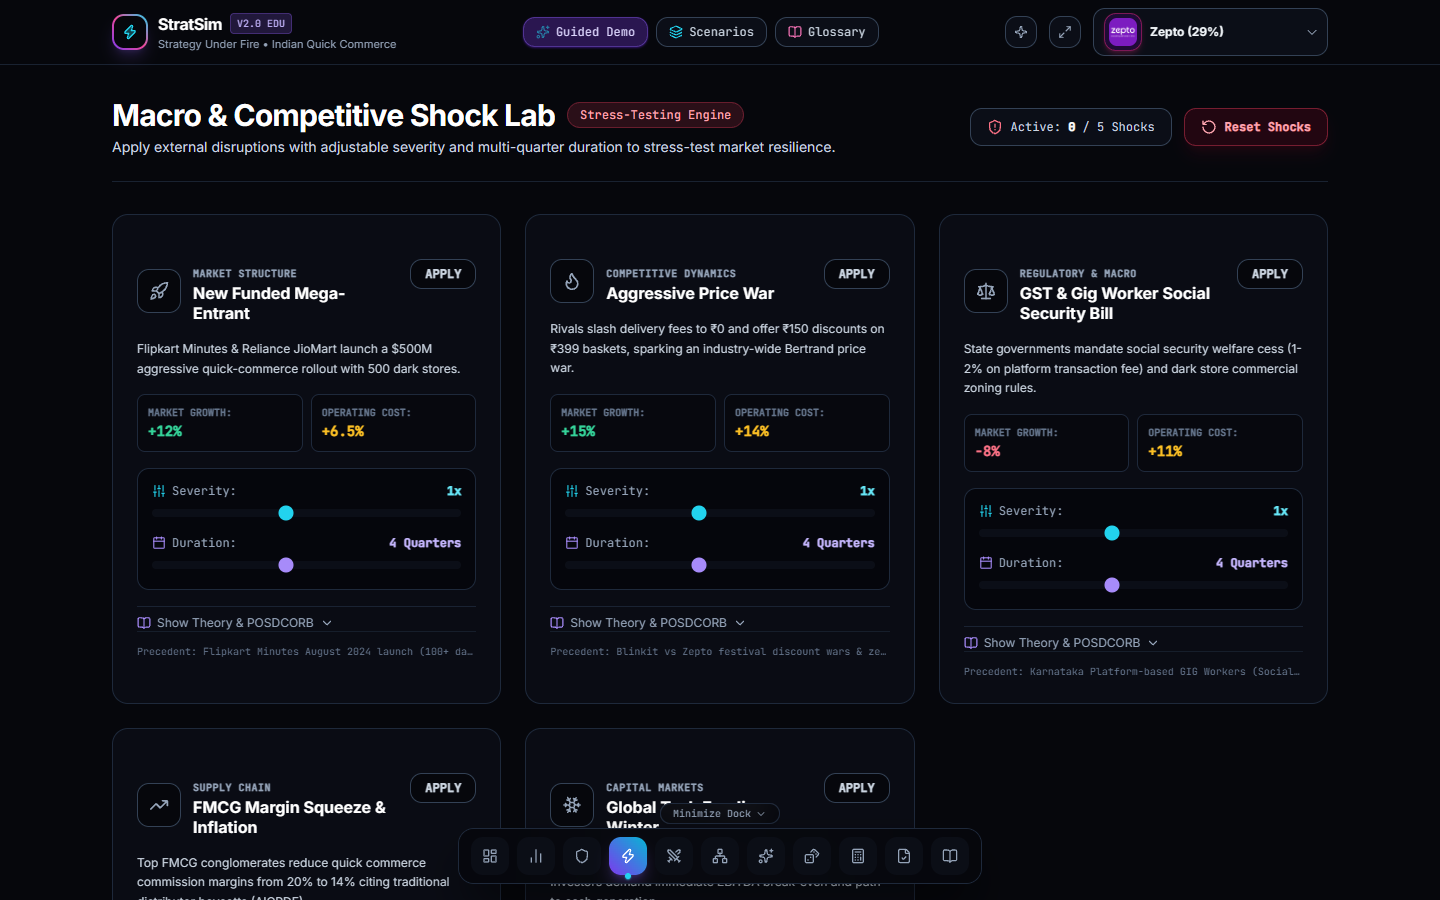 StratSim V2.0 EDU
Strategy Under Fire • Indian Quick Commerce
Guided Demo
Scenarios
Glossary
zepto
Zepto (29%)
Macro & Competitive Shock Lab
Stress-Testing Engine
Apply external disruptions with adjustable severity and multi-quarter duration to stress-test market resilience.
Active: 0 / 5 Shocks
Reset Shocks
MARKET STRUCTURE
New Funded Mega-
Entrant
APPLY
Flipkart Minutes & Reliance JioMart launch a $500M
aggressive quick-commerce rollout with 500 dark stores.
MARKET GROWTH:
+12%
OPERATING COST:
+6.5%
Severity:
1x
Duration:
4 Quarters
Show Theory & POSDCORB
Precedent: Flipkart Minutes August 2024 launch (100+ da…
COMPETITIVE DYNAMICS
Aggressive Price War
APPLY
Rivals slash delivery fees to ₹0 and offer ₹150 discounts on
₹399 baskets, sparking an industry-wide Bertrand price
war.
MARKET GROWTH:
+15%
OPERATING COST:
+14%
Severity:
1x
Duration:
4 Quarters
Show Theory & POSDCORB
Precedent: Blinkit vs Zepto festival discount wars & ze…
REGULATORY & MACRO
GST & Gig Worker Social
Security Bill
APPLY
State governments mandate social security welfare cess (1-
2% on platform transaction fee) and dark store commercial
zoning rules.
MARKET GROWTH:
-8%
OPERATING COST:
+11%
Severity:
1x
Duration:
4 Quarters
Show Theory & POSDCORB
Precedent: Karnataka Platform-based GIG Workers (Social…
SUPPLY CHAIN
FMCG Margin Squeeze &
Inflation
APPLY
Top FMCG conglomerates reduce quick commerce
commission margins from 20% to 14% citing traditional
CAPITAL MARKETS
Global
Winter
APPLY
Minimize Dock